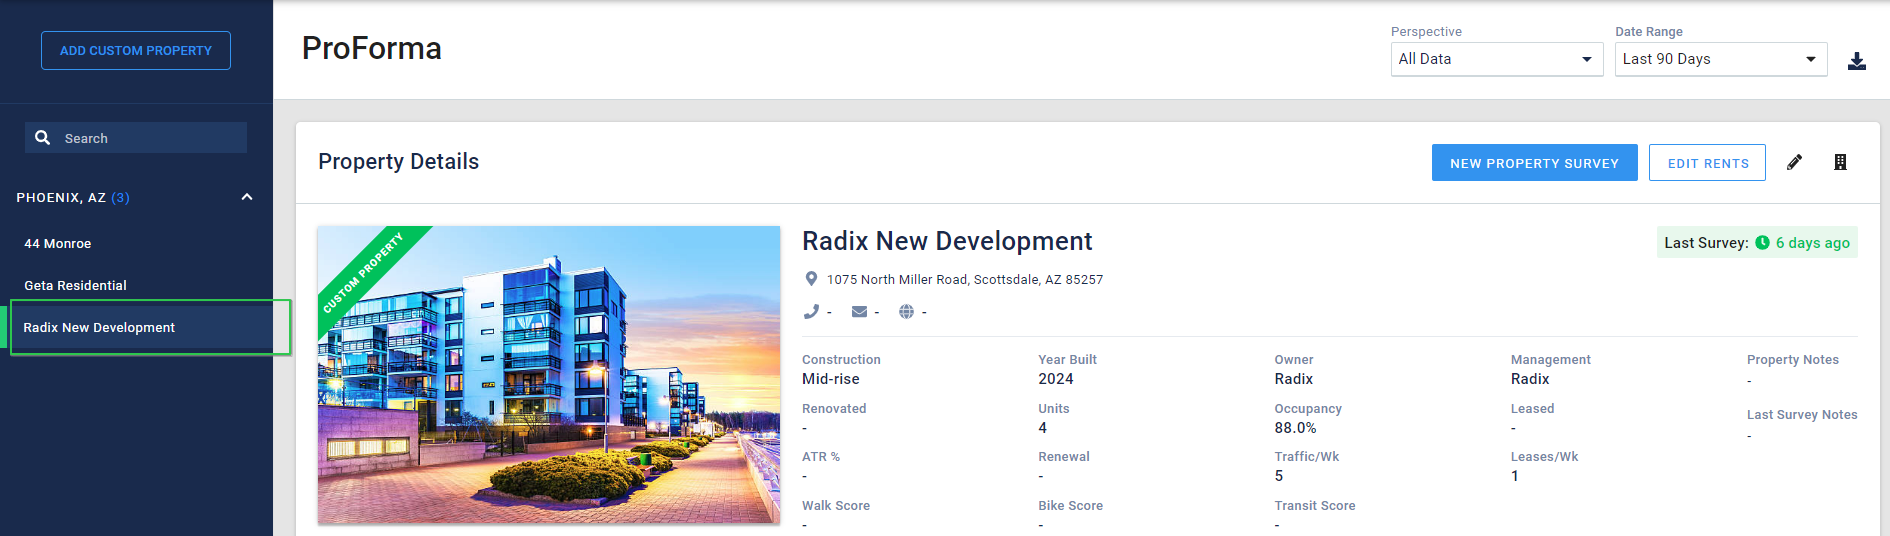 ADD CUSTOM PROPERTY
Search
PHOENIX, AZ (3)
44 Monroe
Geta Residential
Radix New Development
ProForma
Perspective
All Data
Date Range
Last 90 Days
Property Details
NEW PROPERTY SURVEY
EDIT RENTS
CUSTOM PROPERTY
Radix New Development
Last Survey: 6 days ago
1075 North Miller Road, Scottsdale, AZ 85257
- - -
Construction
Mid-rise
Year Built
2024
Owner
Radix
Management
Radix
Property Notes
-
Renovated
-
Units
4
Occupancy
88.0%
Leased
-
Last Survey Notes
-
ATR %
-
Renewal
-
Traffic/Wk
5
Leases/Wk
1
Walk Score
-
Bike Score
-
Transit Score
-